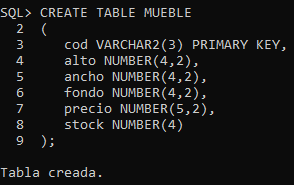 SQL> CREATE TABLE MUEBLE
  2  (
  3     cod VARCHAR2(3) PRIMARY KEY,
  4     alto NUMBER(4,2),
  5     ancho NUMBER(4,2),
  6     fondo NUMBER(4,2),
  7     precio NUMBER(5,2),
  8     stock NUMBER(4)
  9  );
Tabla creada.